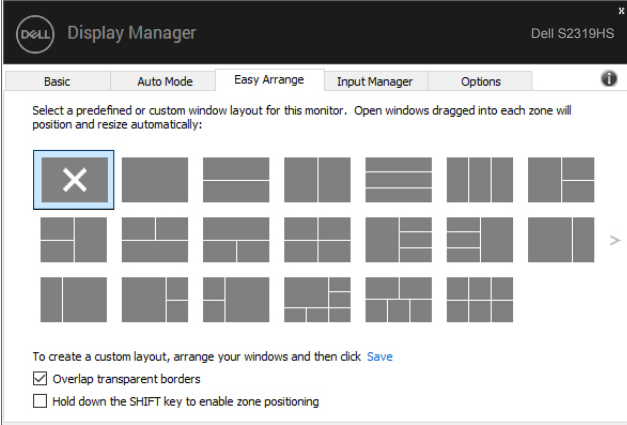 x
DELL Display Manager Dell S2319HS
Basic Auto Mode Easy Arrange Input Manager Options
Select a predefined or custom window layout for this monitor. Open windows dragged into each zone will
position and resize automatically:
To create a custom layout, arrange your windows and then click Save
Overlap transparent borders
Hold down the SHIFT key to enable zone positioning